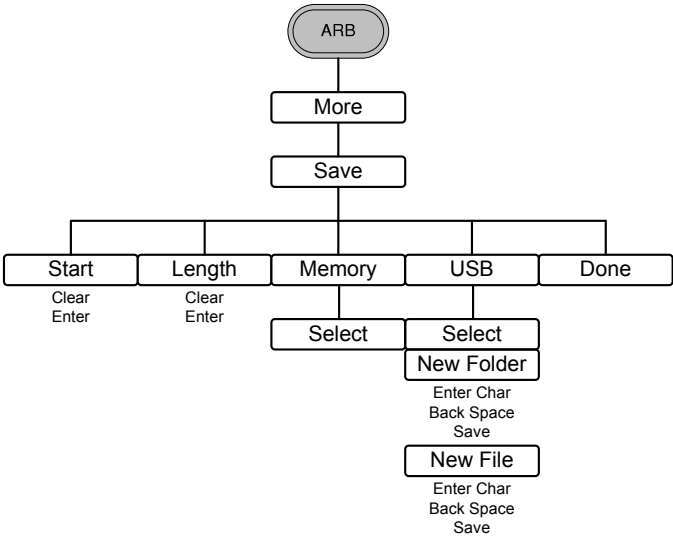 ARB
More
Save
Start Length Memory USB Done
Clear Clear
Enter Enter
Select Select
New Folder
Enter Char
Back Space
Save
New File
Enter Char
Back Space
Save